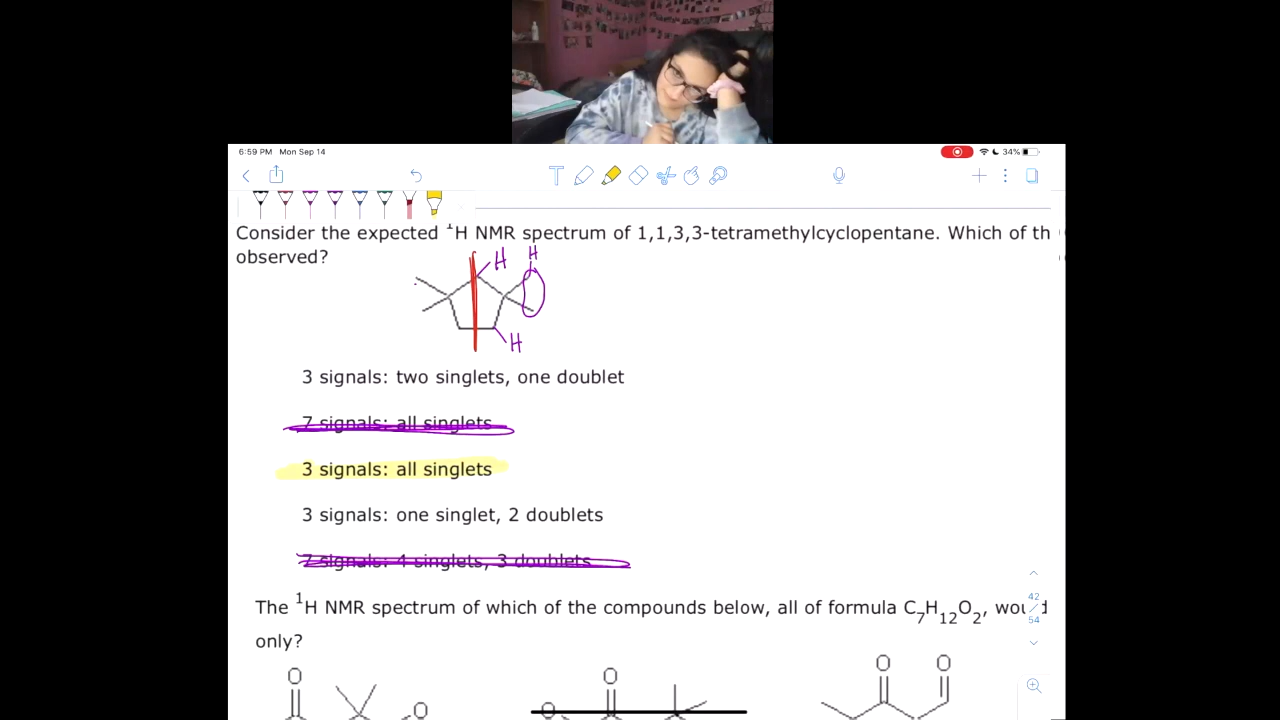 6:59 PM Mon Sep 14
34%
T
Consider the expected ¹H NMR spectrum of 1,1,3,3-tetramethylcyclopentane. Which of th
observed?
H
H
H
3 signals: two singlets, one doublet
7 signals: all singlets
3 signals: all singlets
3 signals: one singlet, 2 doublets
7 signals: 4 singlets, 3 doublets
42
/
54
The ¹H NMR spectrum of which of the compounds below, all of formula C₇H₁₂O₂, would
only?
O O O
O O